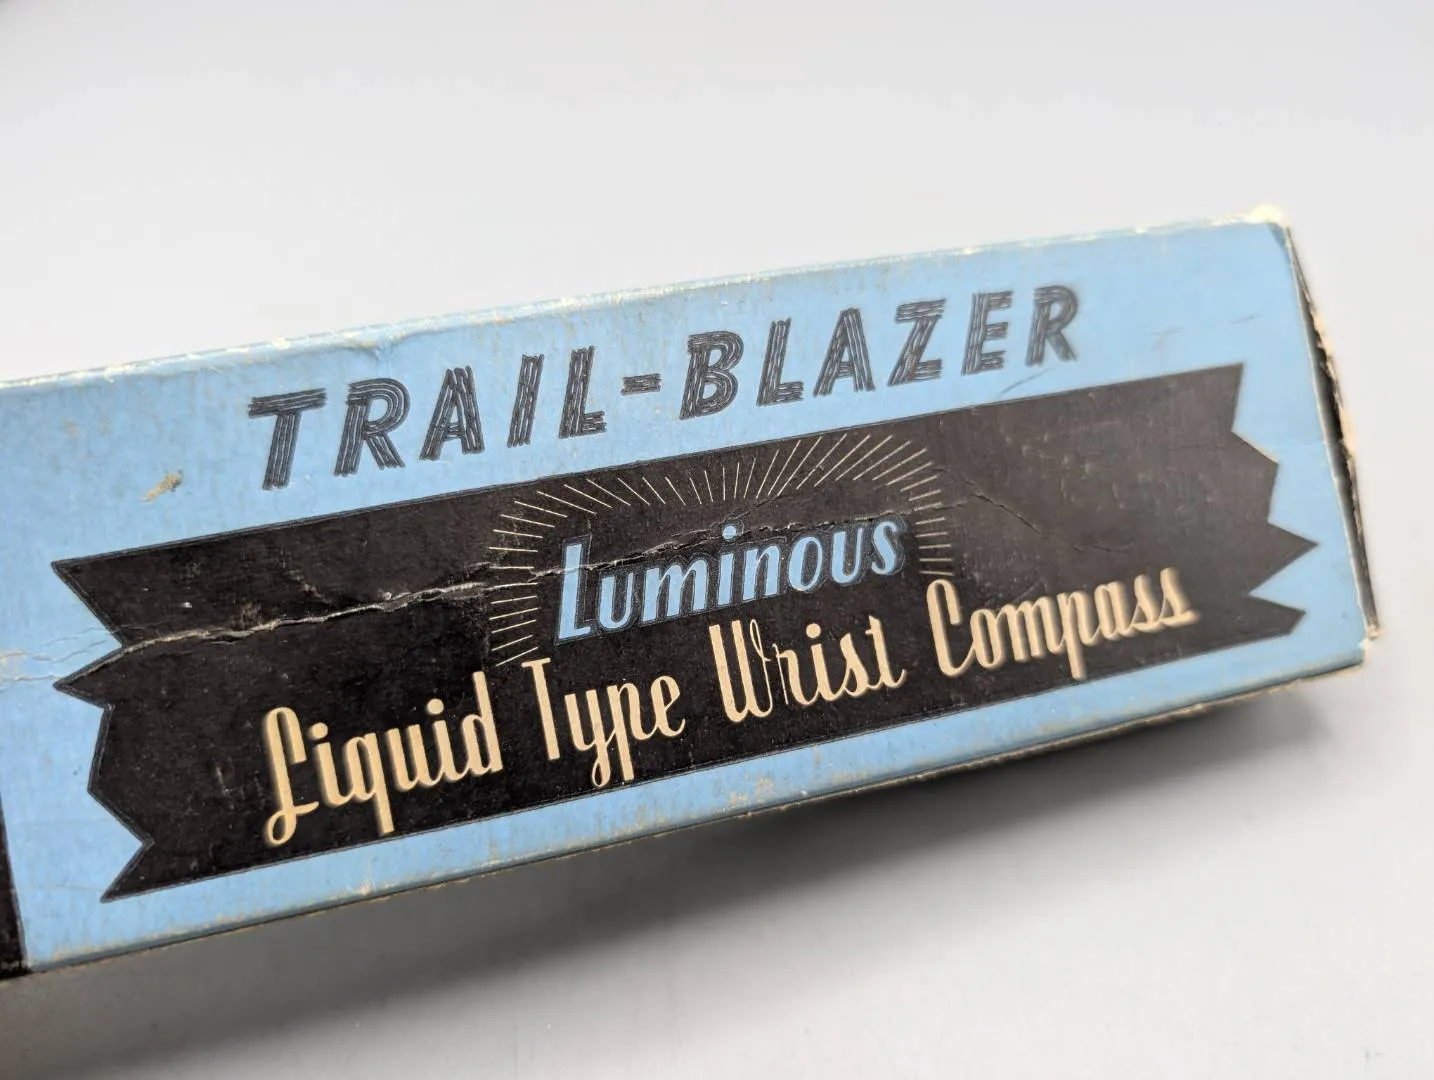 TRAIL-BLAZER
Luminous
Liquid Type Wrist Compass